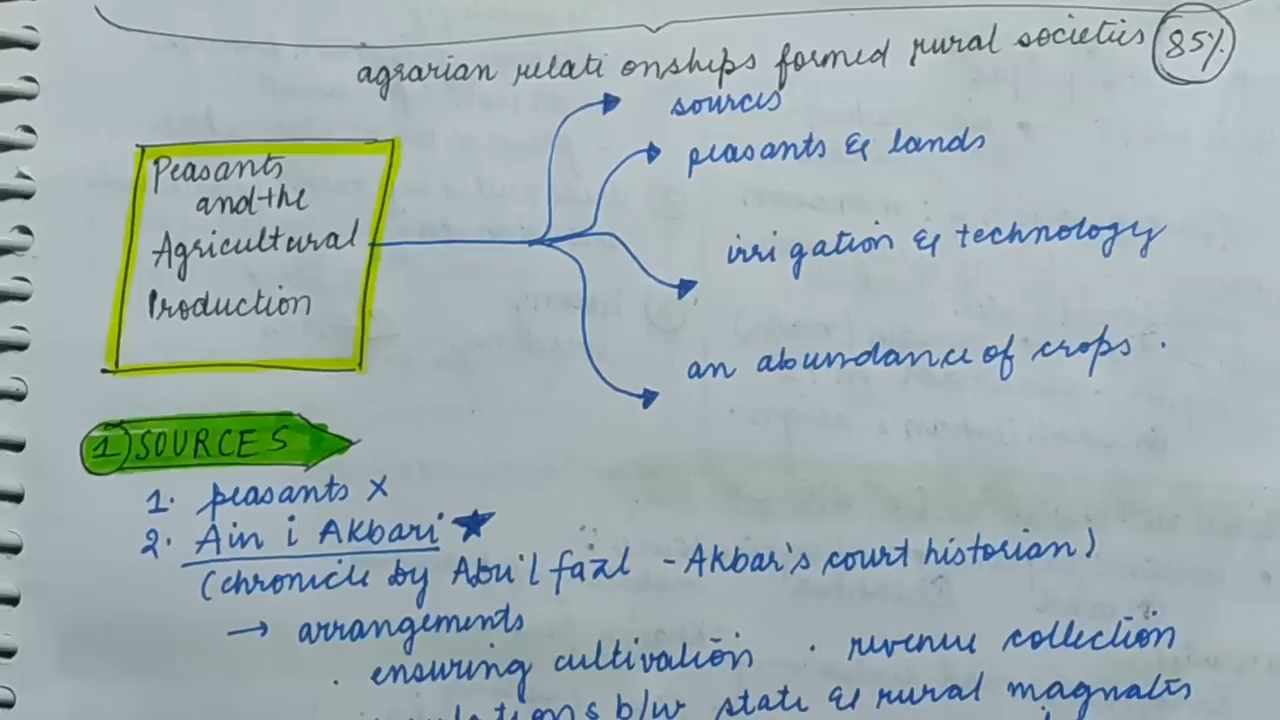 agrarian relationships formed rural societies 85%
sources
peasants & lands
irrigation & technology
an abundance of crops.
Peasants
and the
Agricultural
Production
1) SOURCES
1. peasants x
2. Ain i Akbari ★
(chronicle by Abu'l fazl - Akbar's court historian)
→ arrangements
. ensuring cultivation . revenue collection
b/w state & rural magnates